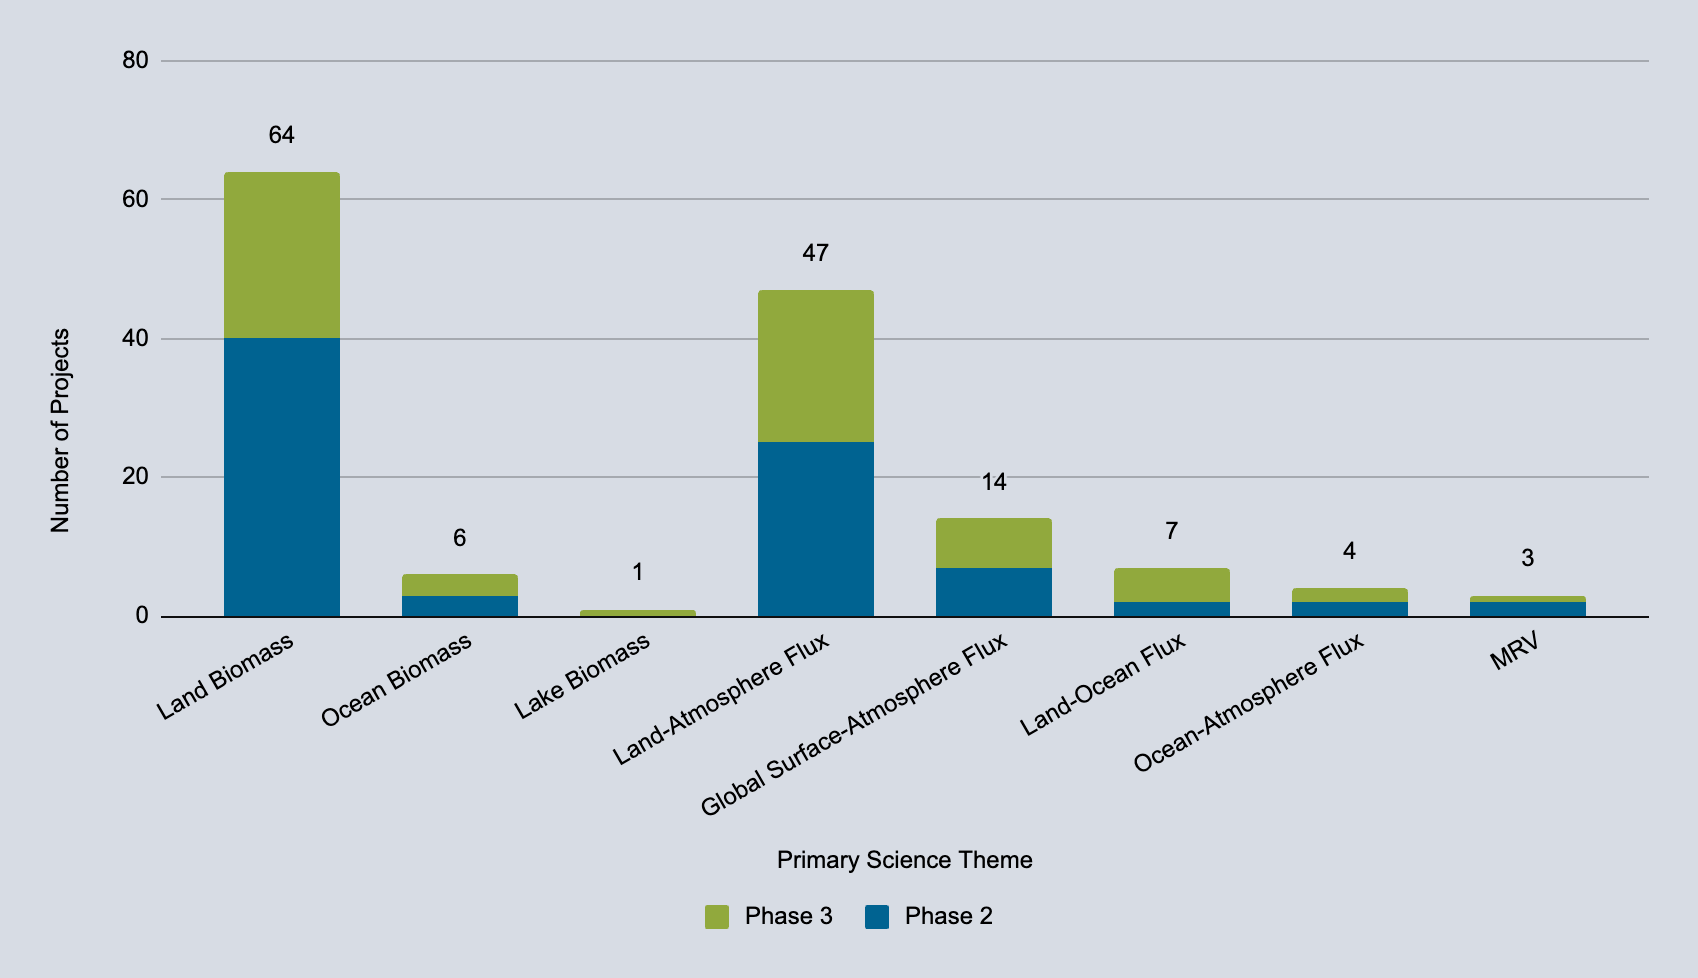 80
60
40
20
0
Number of Projects
64
6
1
47
14
7
4
3
Land Biomass
Ocean Biomass
Lake Biomass
Land-Atmosphere Flux
Global Surface-Atmosphere Flux
Land-Ocean Flux
Ocean-Atmosphere Flux
MRV
Primary Science Theme
Phase 3
Phase 2